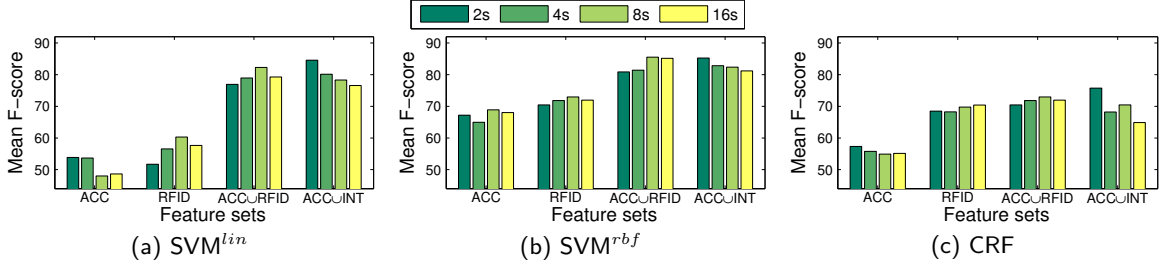 2s 4s 8s 16s
Mean F−score
90
80
70
60
50
ACC RFID ACC∪RFID ACC∪INT
Feature sets
(a) SVM^lin
Mean F−score
90
80
70
60
50
ACC RFID ACC∪RFID ACC∪INT
Feature sets
(b) SVM^rbf
Mean F−score
90
80
70
60
50
ACC RFID ACC∪RFID ACC∪INT
Feature sets
(c) CRF